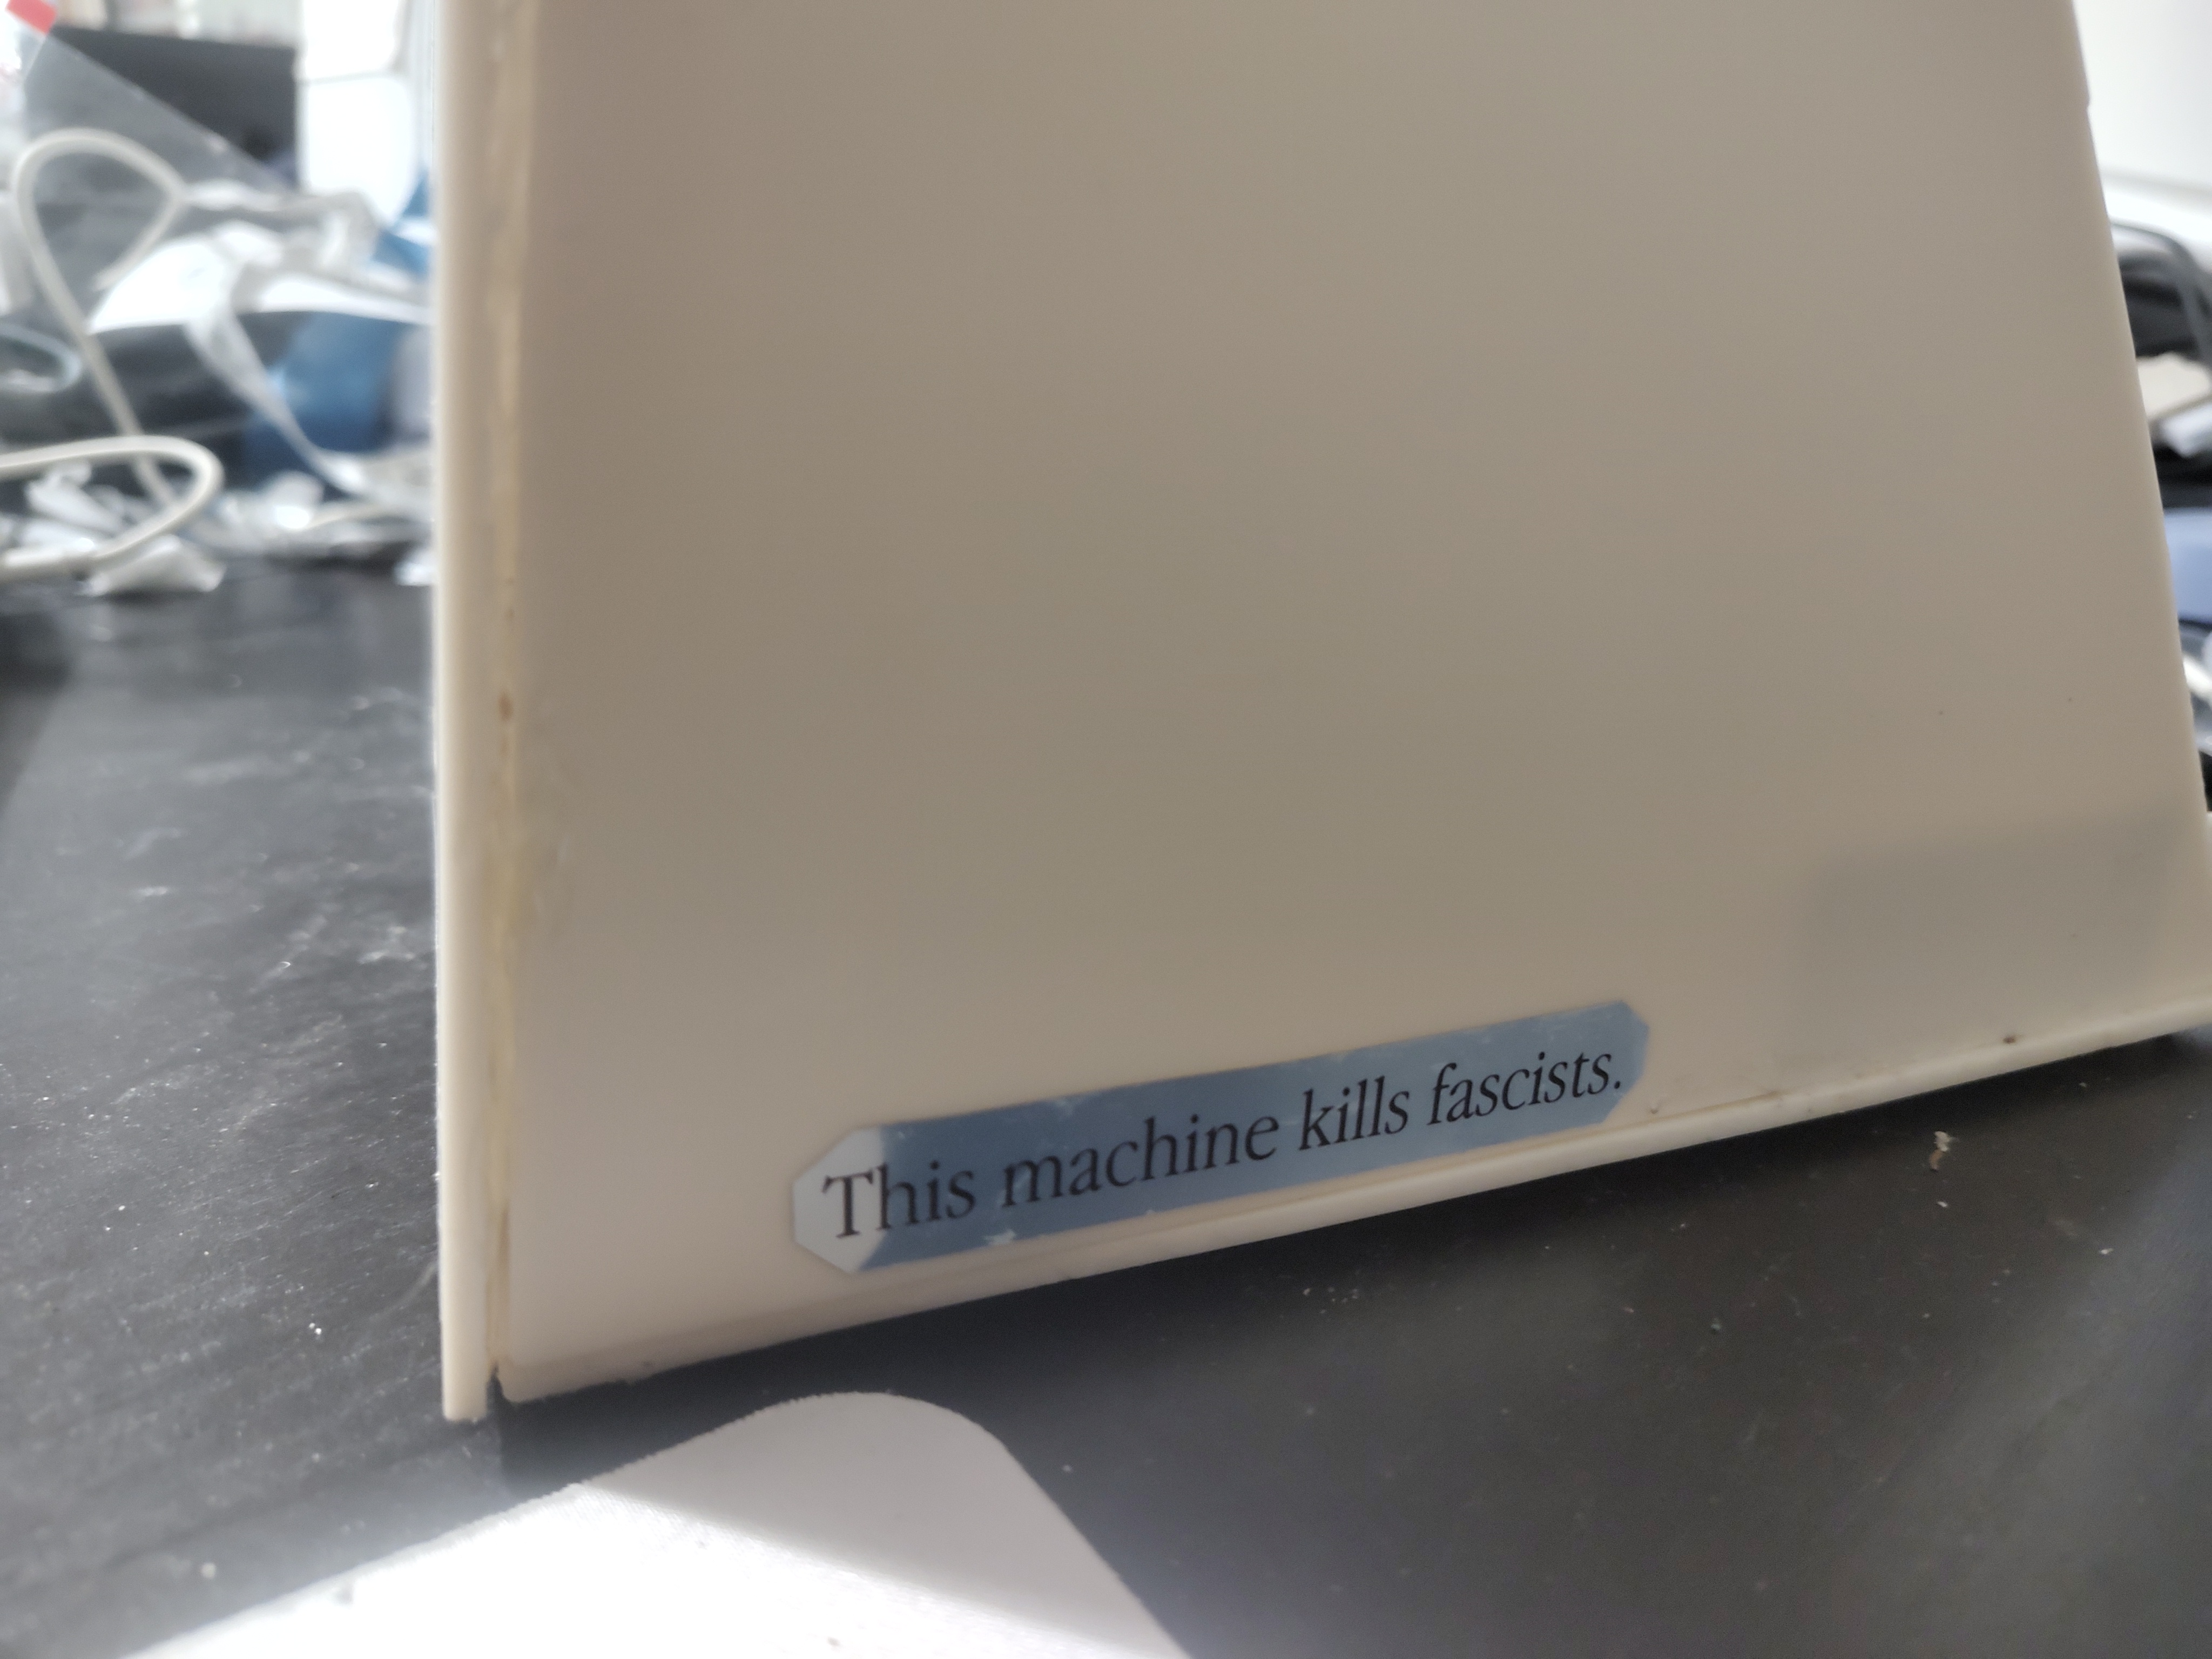 This machine kills fascists.